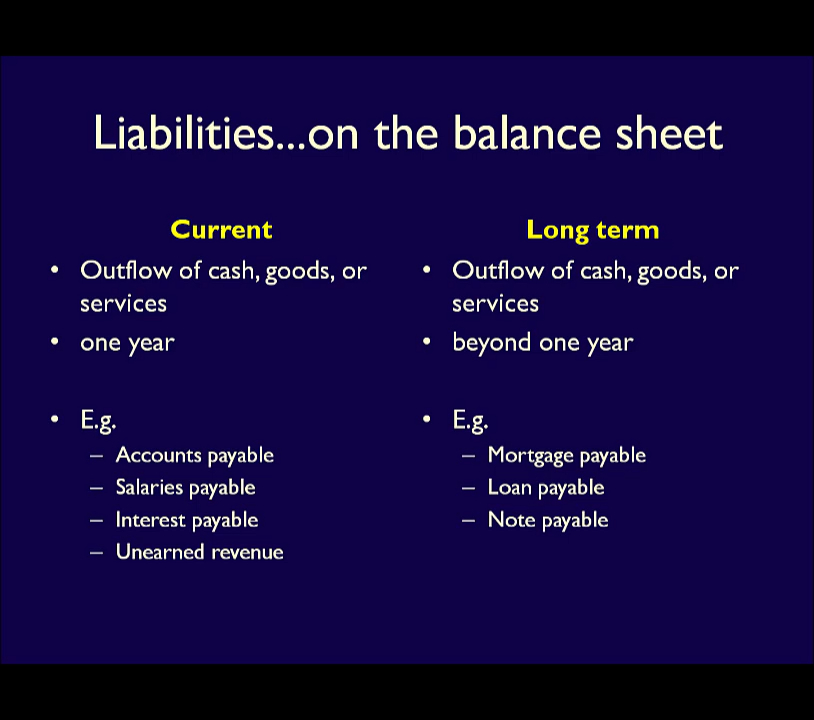 Liabilities...on the balance sheet
Current
• Outflow of cash, goods, or
services
• one year
• E.g.
– Accounts payable
– Salaries payable
– Interest payable
– Unearned revenue
Long term
• Outflow of cash, goods, or
services
• beyond one year
• E.g.
– Mortgage payable
– Loan payable
– Note payable